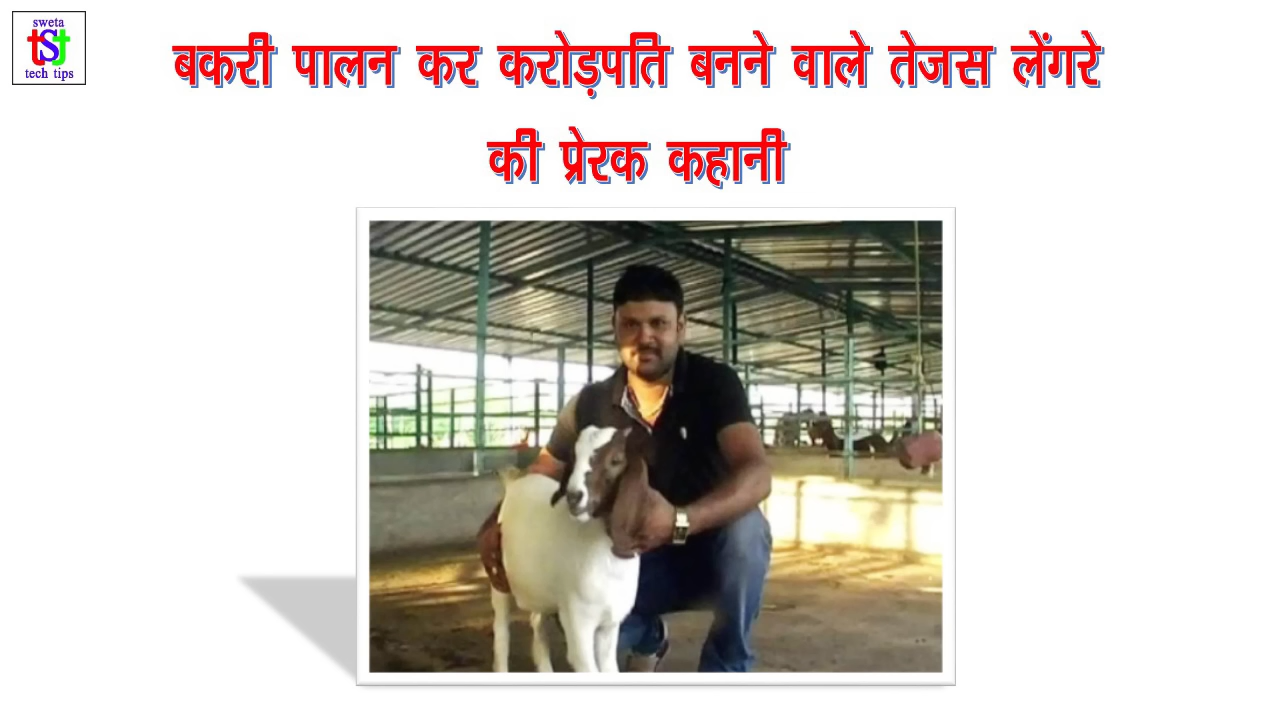 sweta
tSt
tech tips
बकरी पालन कर करोड़पति बनने वाले तेजस लेंगरे
की प्रेरक कहानी